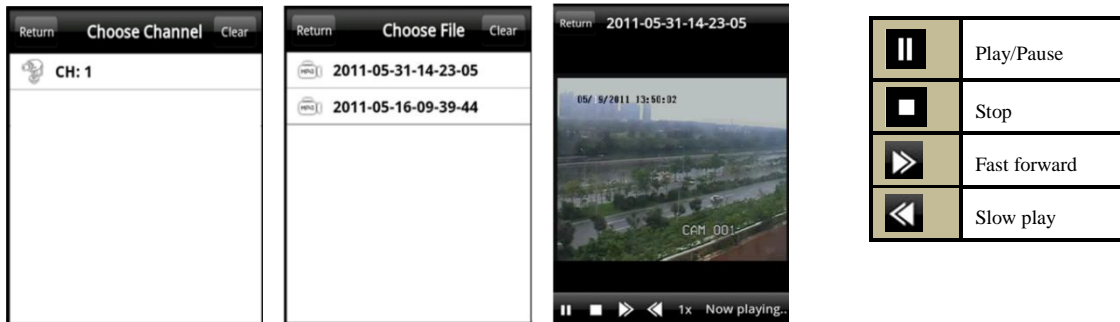 Return Choose Channel Clear
CH: 1
Return Choose File Clear
2011-05-31-14-23-05
2011-05-16-09-39-44
Return 2011-05-31-14-23-05
05/ 9/2011 13:50:02
CAM 001
1x Now playing..
Play/Pause
Stop
Fast forward
Slow play